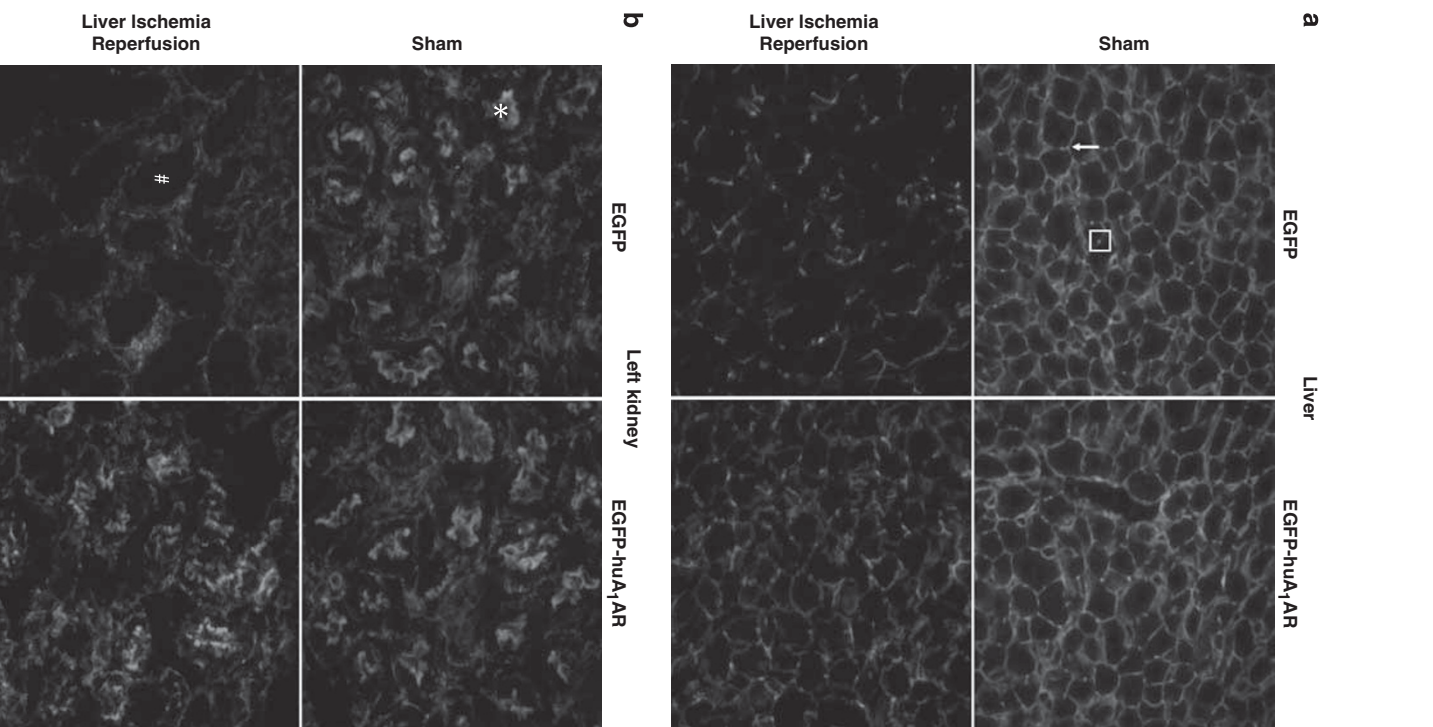 b
a
Liver Ischemia
Reperfusion
Sham
Liver Ischemia
Reperfusion
Sham
*
#
EGFP
EGFP-huA₁AR
Left kidney
EGFP
EGFP-huA₁AR
Liver